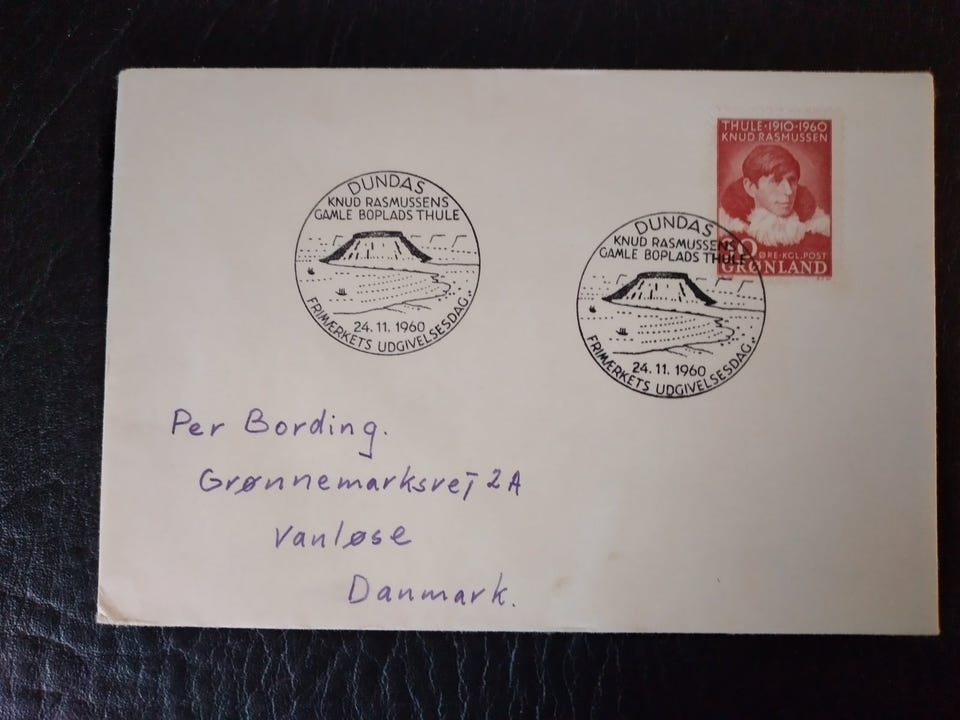 THULE·1910·1960
KNUD RASMUSSEN
30 ØRE·KGL.POST
GRØNLAND
DUNDAS
KNUD RASMUSSENS
GAMLE BOPLADS THULE
24.11.1960
FRIMÆRKETS UDGIVELSESDAG.
DUNDAS
KNUD RASMUSSENS
GAMLE BOPLADS THULE
24.11.1960
FRIMÆRKETS UDGIVELSESDAG.
Per Bording.
Grønnemarksvej 2A
Vanløse
Danmark.